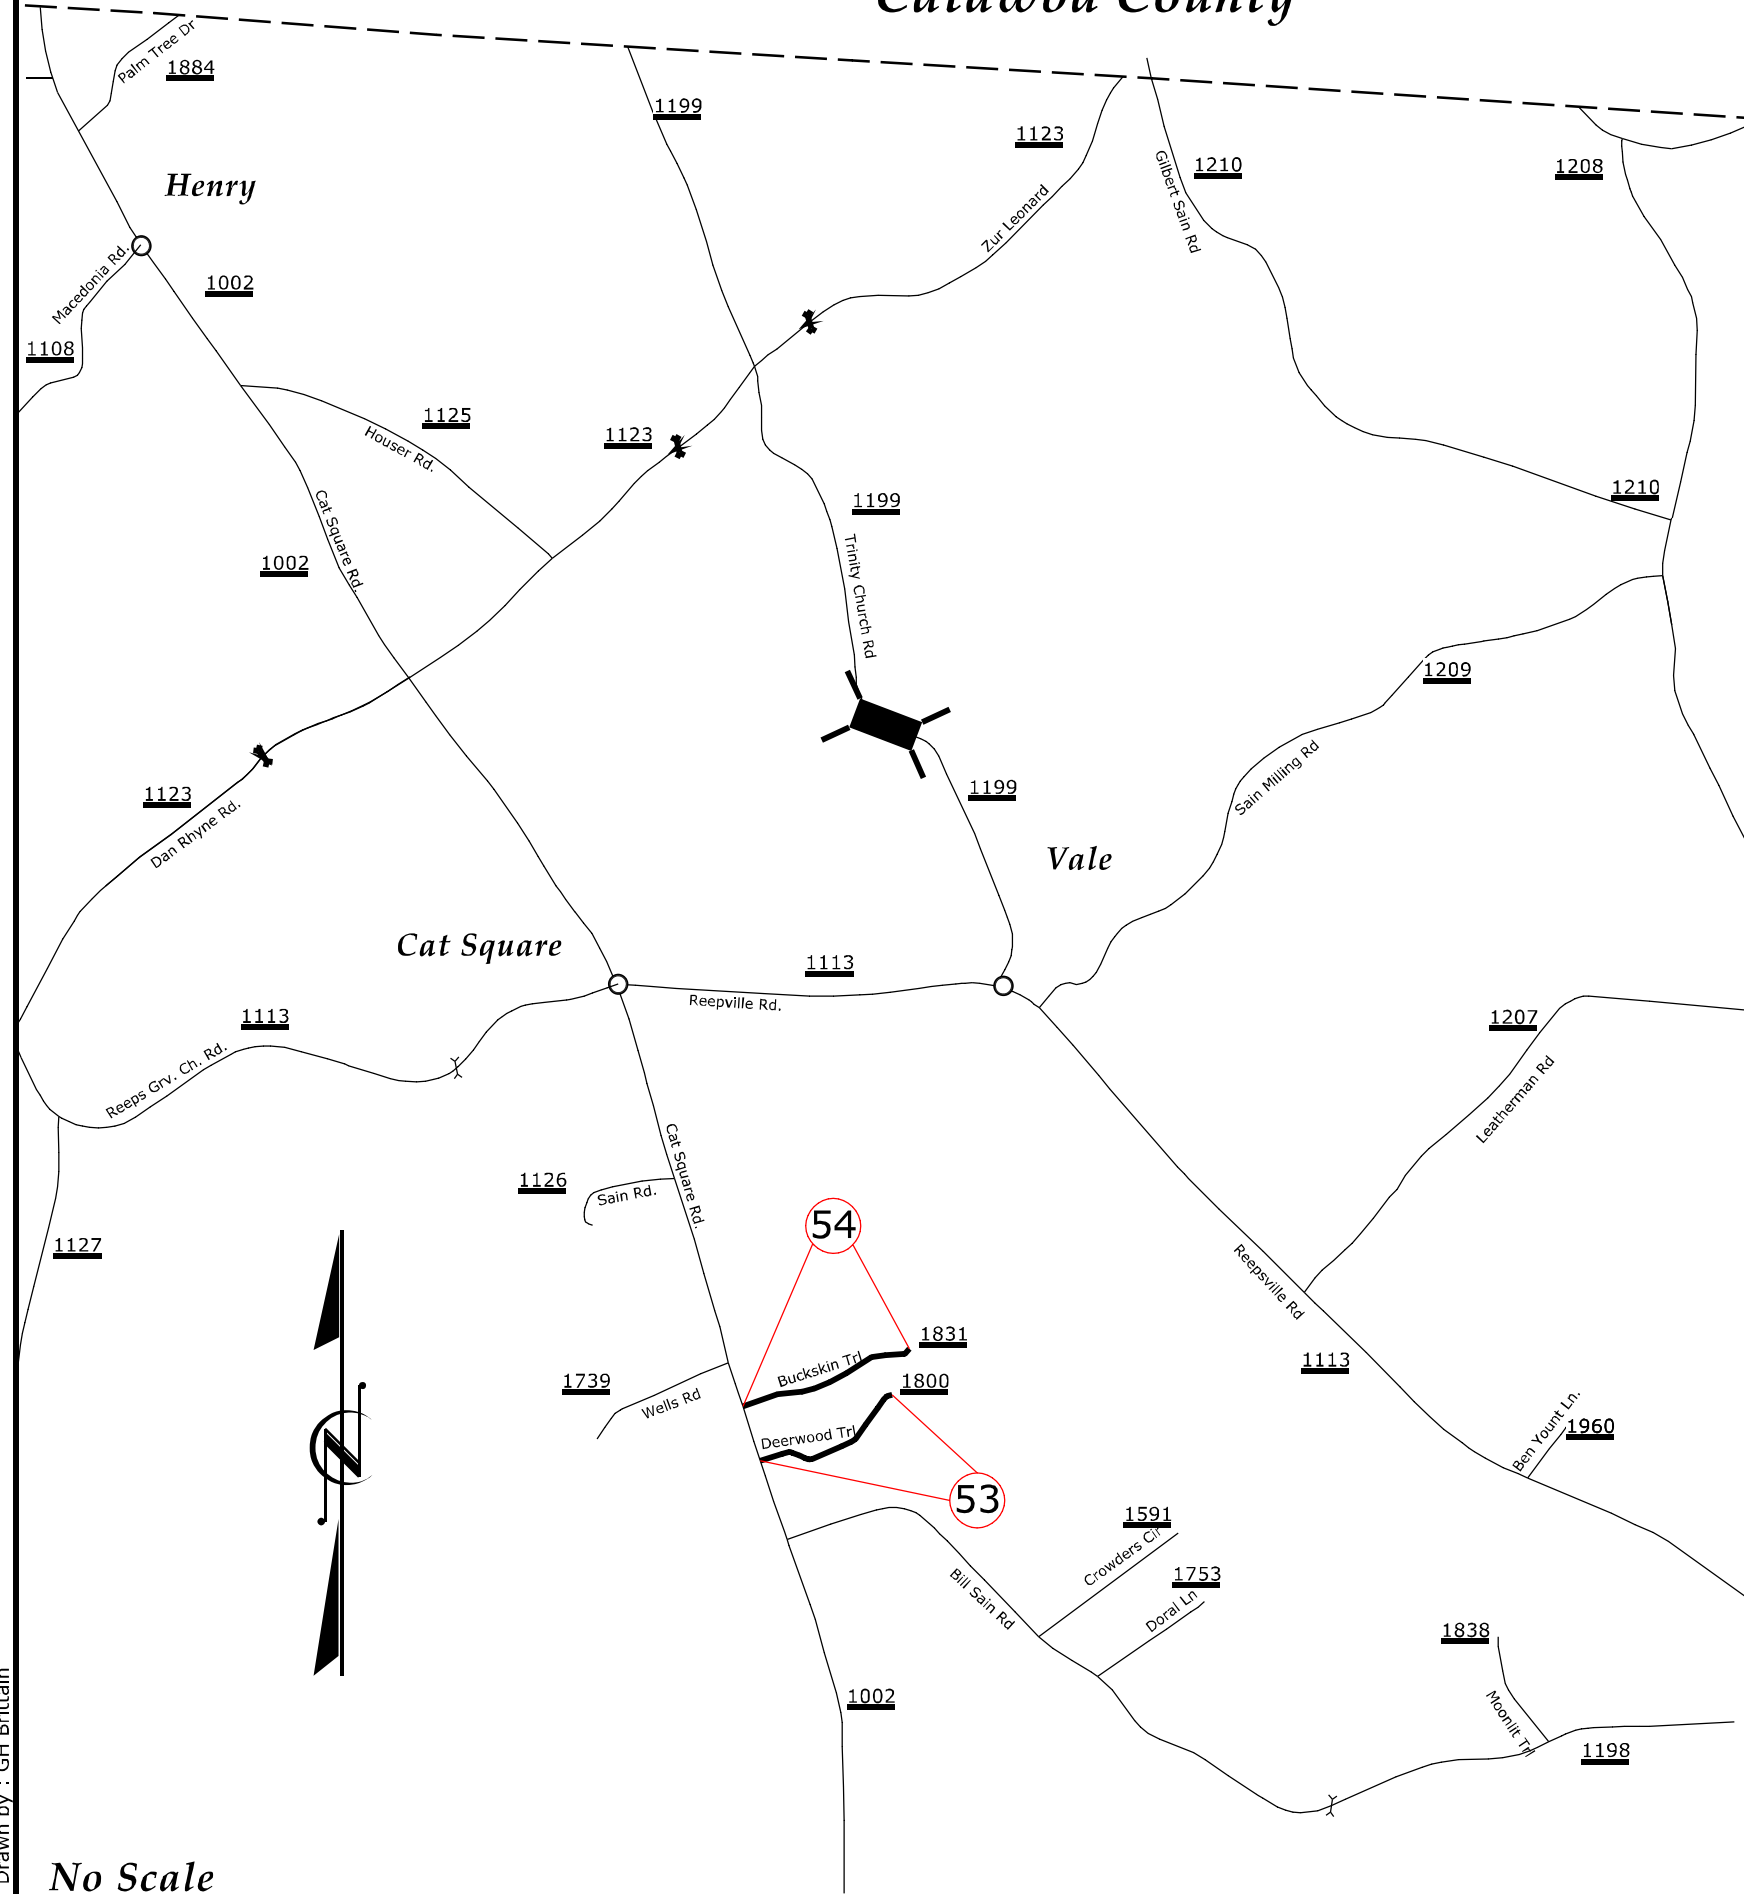 Catawba County
Palm Tree Dr
1884
1199
1123
1210
1208
Henry
Gilbert Sain Rd
Zur Leonard
Macedonia Rd.
1002
1108
1125
1123
Houser Rd.
1210
Cat Square Rd.
1199
1002
Trinity Church Rd
1209
Sain Milling Rd
1199
1123
Dan Rhyne Rd.
Vale
Cat Square
1113
Reepville Rd.
1113
1207
Reeps Grv. Ch. Rd.
Leatherman Rd
Cat Square Rd.
1126
Sain Rd.
54
1127
Reepsville Rd
1831
Buckskin Trl
1113
1739
1800
Wells Rd
Deerwood Trl
Ben Yount Ln.
1960
53
1591
Crowders Cir
1753
Bill Sain Rd
Doral Ln
1838
1002
Moonlit Trl
1198
N
Drawn by : GH Brittain
No Scale